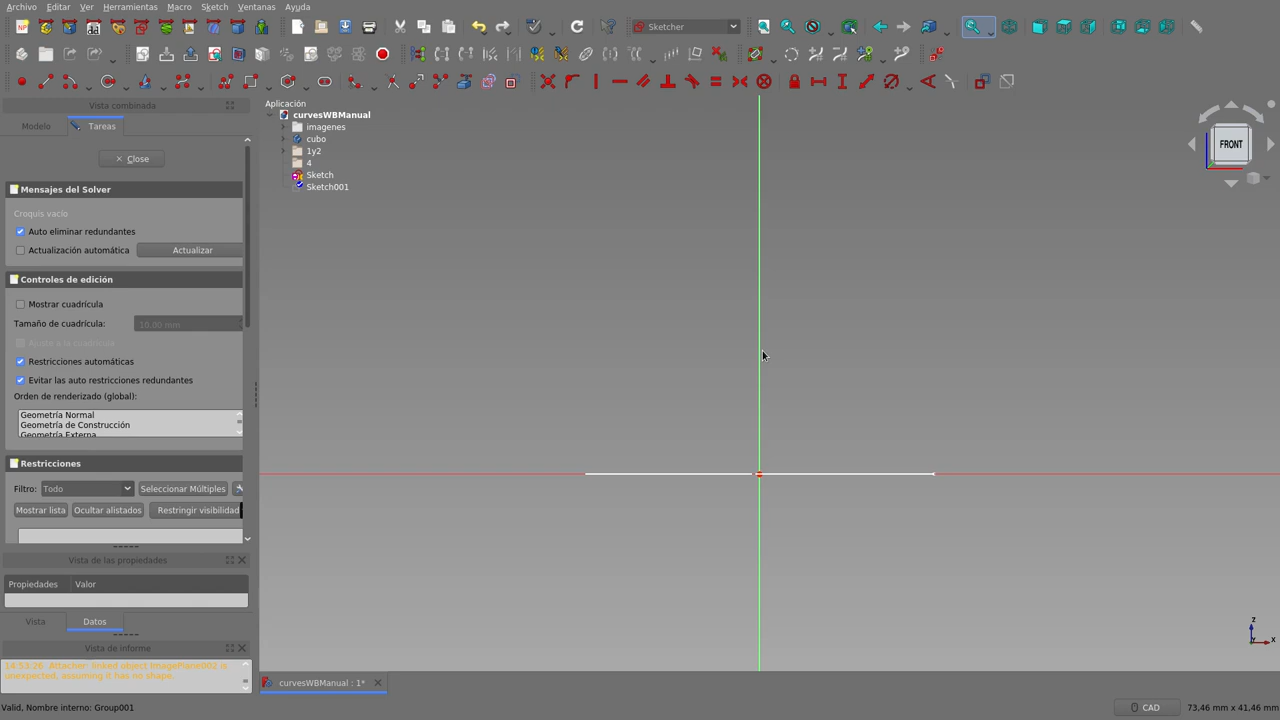 Archivo Editar Ver Herramientas Macro Sketch Ventanas Ayuda
Sketcher
Vista combinada
Modelo Tareas
Close
Mensajes del Solver
Croquis vacío
Auto eliminar redundantes
Actualización automática Actualizar
Controles de edición
Mostrar cuadrícula
Tamaño de cuadrícula: 10,00 mm
Ajuste a la cuadrícula
Restricciones automáticas
Evitar las auto restricciones redundantes
Orden de renderizado (global):
Geometría Normal
Geometría de Construcción
Geometría Externa
Restricciones
Filtro: Todo Seleccionar Múltiples
Mostrar lista Ocultar alistados Restringir visibilidad
Vista de las propiedades
Propiedades Valor
Vista Datos
Vista de informe
14:53:26 Attacher: linked object ImagePlane002 is
unexpected, assuming it has no shape.
Aplicación
curvesWBManual
imagenes
cubo
1y2
4
Sketch
Sketch001
FRONT
Z
Y X
curvesWBManual : 1*
Valid, Nombre interno: Group001
CAD 73,46 mm x 41,46 mm